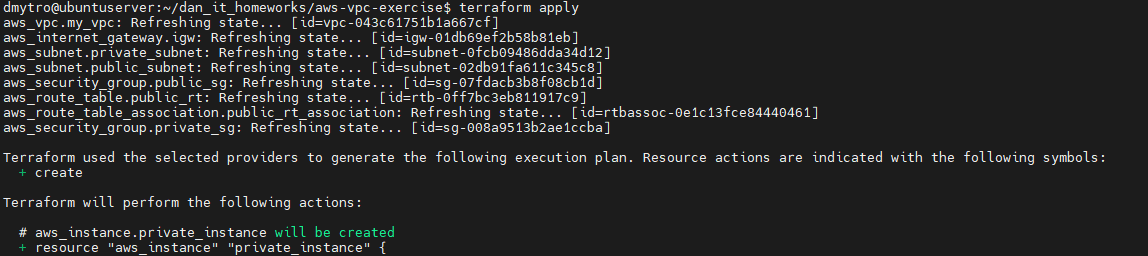 dmytro@ubuntuserver:~/dan_it_homeworks/aws-vpc-exercise$ terraform apply
aws_vpc.my_vpc: Refreshing state... [id=vpc-043c61751b1a667cf]
aws_internet_gateway.igw: Refreshing state... [id=igw-01db69ef2b58b81eb]
aws_subnet.private_subnet: Refreshing state... [id=subnet-0fcb09486dda34d12]
aws_subnet.public_subnet: Refreshing state... [id=subnet-02db91fa611c345c8]
aws_security_group.public_sg: Refreshing state... [id=sg-07fdacb3b8f08cb1d]
aws_route_table.public_rt: Refreshing state... [id=rtb-0ff7bc3eb811917c9]
aws_route_table_association.public_rt_association: Refreshing state... [id=rtbassoc-0e1c13fce84440461]
aws_security_group.private_sg: Refreshing state... [id=sg-008a9513b2ae1ccba]
Terraform used the selected providers to generate the following execution plan. Resource actions are indicated with the following symbols:
  + create
Terraform will perform the following actions:
  # aws_instance.private_instance will be created
  + resource "aws_instance" "private_instance" {